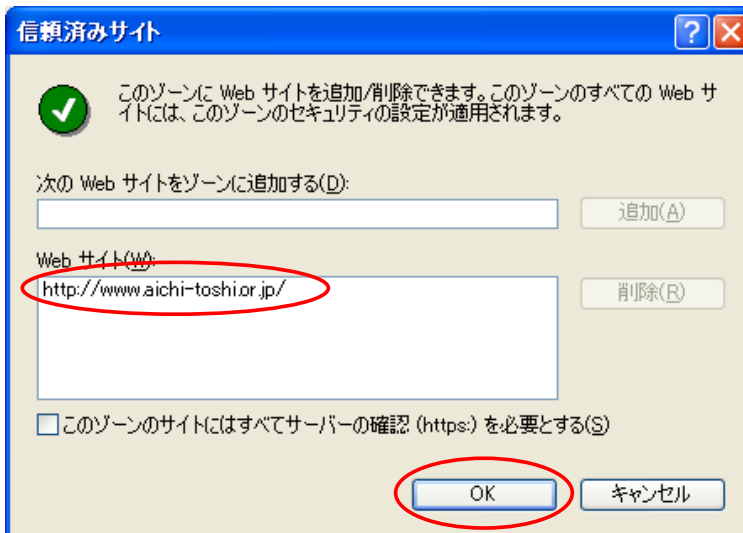 信頼済みサイト
このゾーンに Web サイトを追加/削除できます。このゾーンのすべての Web サ
イトには、このゾーンのセキュリティの設定が適用されます。
次の Web サイトをゾーンに追加する(D):
追加(A)
Web サイト(W):
http://www.aichi-toshi.or.jp/
削除(R)
このゾーンのサイトにはすべてサーバーの確認 (https:) を必要とする(S)
OK
キャンセル